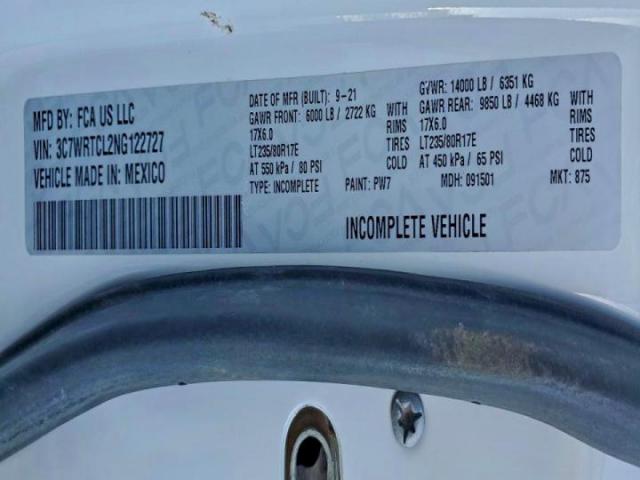 MFD BY: FCA US LLC
VIN: 3C7WRTCL2NG122727
VEHICLE MADE IN: MEXICO
DATE OF MFR (BUILT): 9-21
GAWR FRONT: 6000 LB / 2722 KG WITH
17X6.0 RIMS
LT235/80R17E TIRES
AT 550 kPa / 80 PSI COLD
TYPE: INCOMPLETE PAINT: PW7
GVWR: 14000 LB / 6351 KG
GAWR REAR: 9850 LB / 4468 KG WITH
17X6.0 RIMS
LT235/80R17E TIRES
AT 450 kPa / 65 PSI COLD
MDH: 091501 MKT: 875
INCOMPLETE VEHICLE